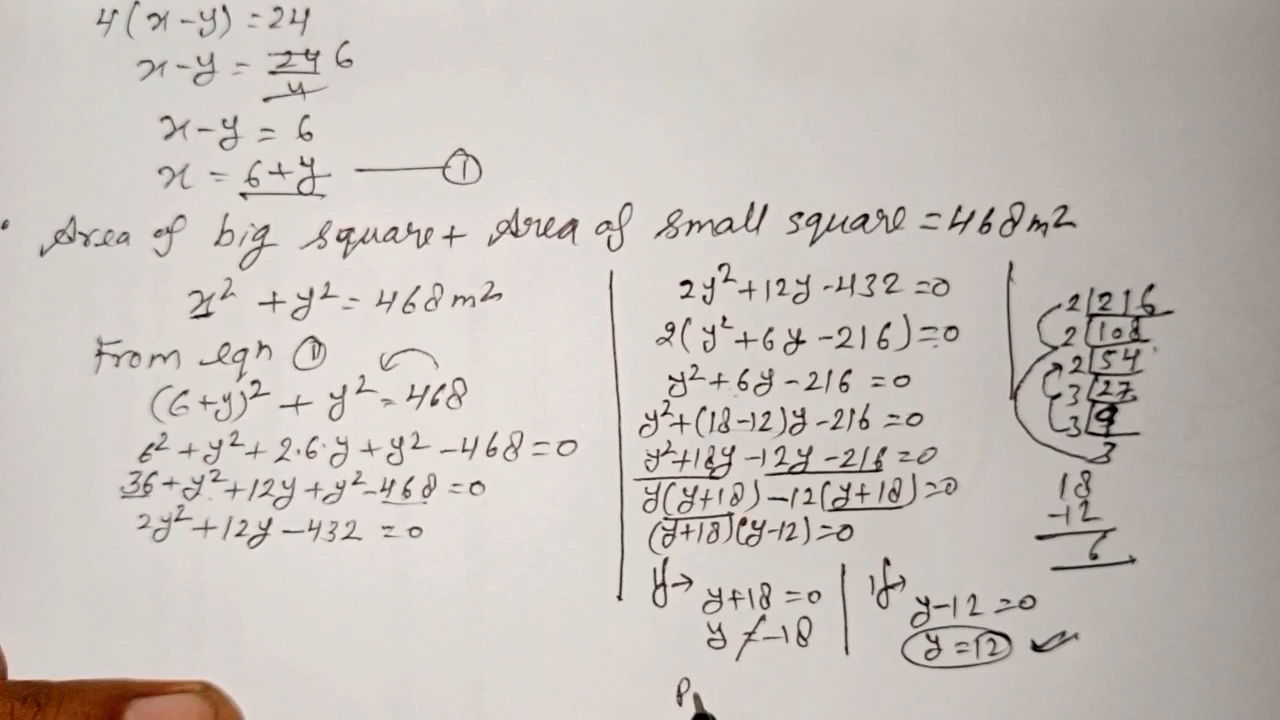 4(x-y) = 24
x-y = 24/4 6
x-y = 6
x = 6+y ——— ①
Area of big square + Area of small square = 468m²
x² + y² = 468m²
From eqn ①
(6+y)² + y² = 468
6² + y² + 2.6.y + y² - 468 = 0
36 + y² + 12y + y² - 468 = 0
2y² + 12y - 432 = 0
2y² + 12y - 432 = 0
2(y² + 6y - 216) = 0
y² + 6y - 216 = 0
y² + (18-12)y - 216 = 0
y² + 18y - 12y - 216 = 0
y(y+18) - 12(y+18) = 0
(y+18)(y-12) = 0
If → y+18 = 0
y ≠ -18
If → y-12 = 0
y = 12 ✓
2|216
2|108
2|54
3|27
3|9
3
18
-12
6
P